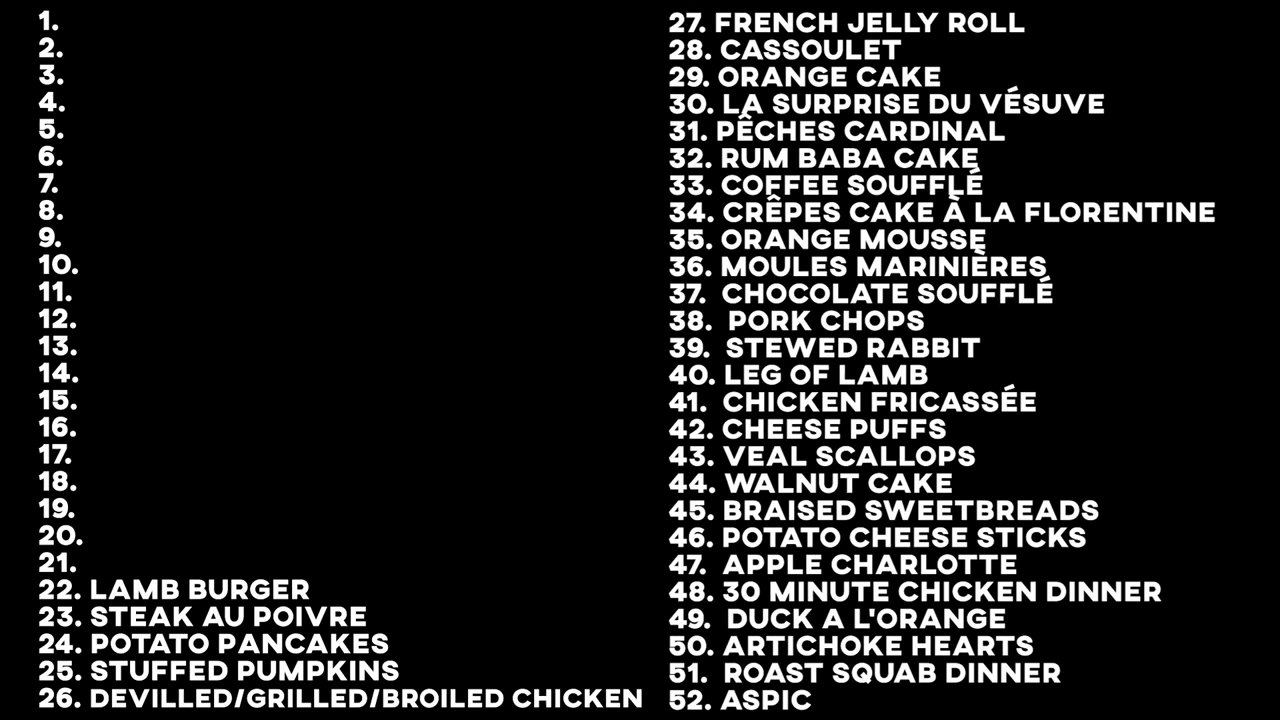 1.
2.
3.
4.
5.
6.
7.
8.
9.
10.
11.
12.
13.
14.
15.
16.
17.
18.
19.
20.
21.
22. LAMB BURGER
23. STEAK AU POIVRE
24. POTATO PANCAKES
25. STUFFED PUMPKINS
26. DEVILLED/GRILLED/BROILED CHICKEN
27. FRENCH JELLY ROLL
28. CASSOULET
29. ORANGE CAKE
30. LA SURPRISE DU VÉSUVE
31. PÊCHES CARDINAL
32. RUM BABA CAKE
33. COFFEE SOUFFLÉ
34. CRÊPES CAKE À LA FLORENTINE
35. ORANGE MOUSSE
36. MOULES MARINIÈRES
37. CHOCOLATE SOUFFLÉ
38. PORK CHOPS
39. STEWED RABBIT
40. LEG OF LAMB
41. CHICKEN FRICASSÉE
42. CHEESE PUFFS
43. VEAL SCALLOPS
44. WALNUT CAKE
45. BRAISED SWEETBREADS
46. POTATO CHEESE STICKS
47. APPLE CHARLOTTE
48. 30 MINUTE CHICKEN DINNER
49. DUCK A L'ORANGE
50. ARTICHOKE HEARTS
51. ROAST SQUAB DINNER
52. ASPIC